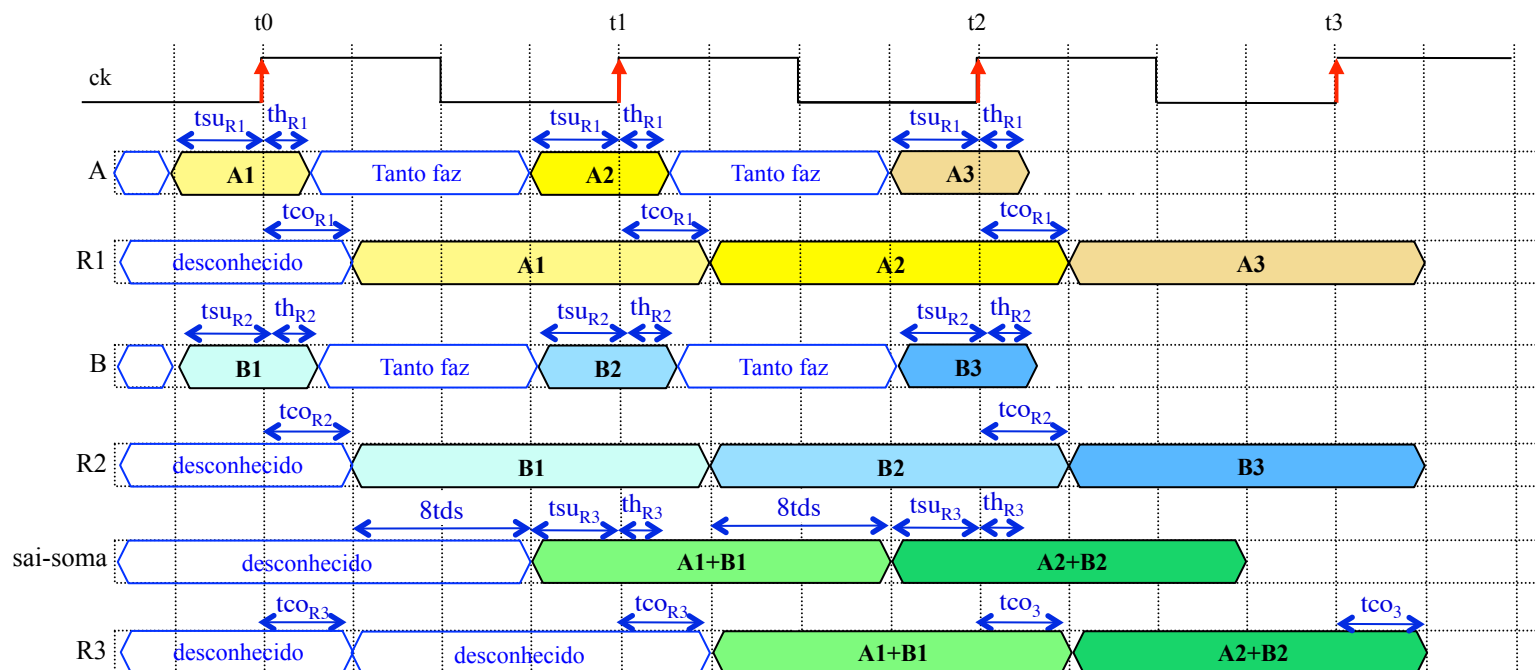 t0 t1 t2 t3
ck
tsuR1 thR1 tsuR1 thR1 tsuR1 thR1
A A1 Tanto faz A2 Tanto faz A3
tcoR1 tcoR1 tcoR1
R1 desconhecido A1 A2 A3
tsuR2 thR2 tsuR2 thR2 tsuR2 thR2
B B1 Tanto faz B2 Tanto faz B3
tcoR2 tcoR2
R2 desconhecido B1 B2 B3
8tds tsuR3 thR3 8tds tsuR3 thR3
sai-soma desconhecido A1+B1 A2+B2
tcoR3 tcoR3 tco3 tco3
R3 desconhecido desconhecido A1+B1 A2+B2